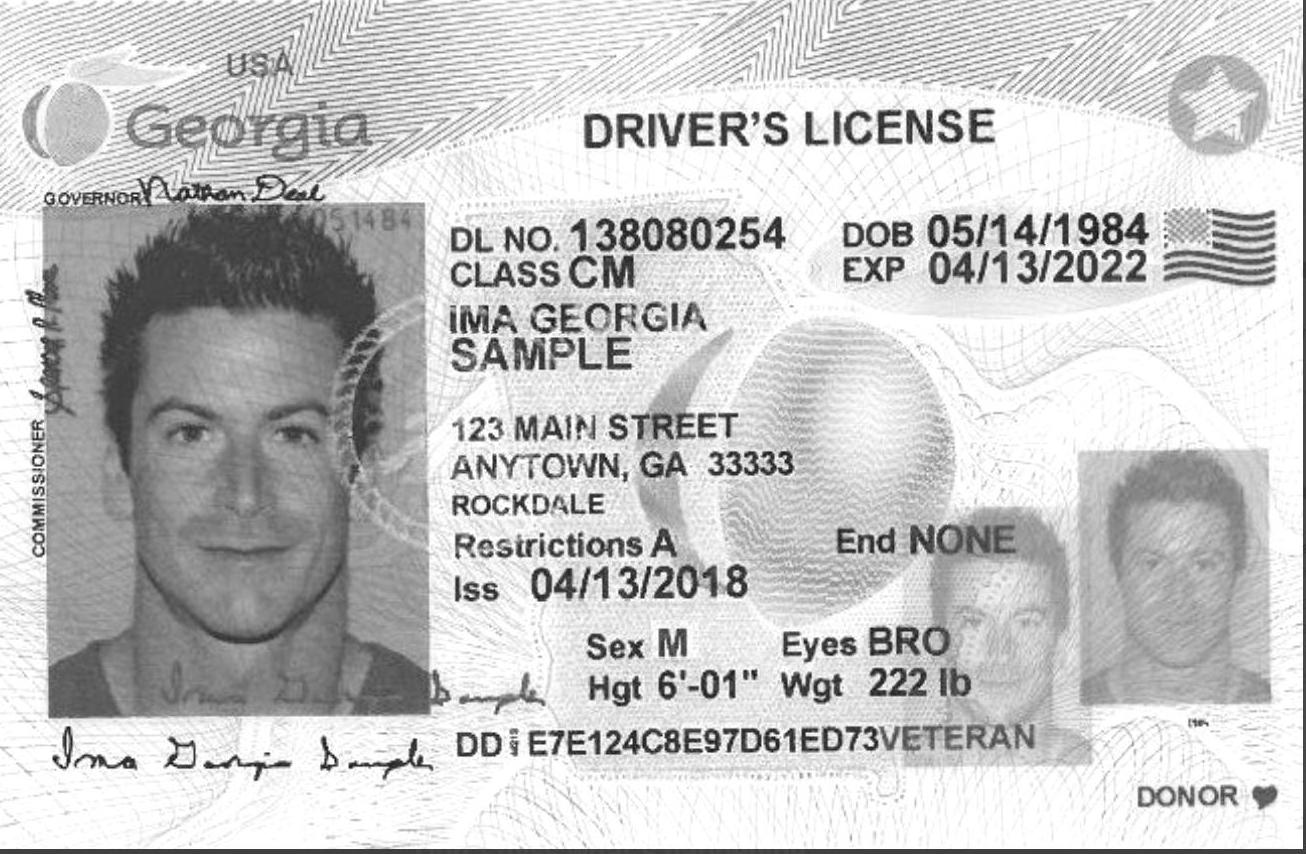 USA
Georgia
DRIVER'S LICENSE
GOVERNOR Nathan Deal
051484
COMMISSIONER
DL NO. 138080254
DOB 05/14/1984
CLASS CM
EXP 04/13/2022
IMA GEORGIA
SAMPLE
123 MAIN STREET
ANYTOWN, GA 33333
ROCKDALE
Restrictions A
End NONE
Iss 04/13/2018
Sex M
Eyes BRO
Hgt 6'-01"
Wgt 222 lb
Ima Georgia Sample
Ima Georgia Sample
DD E7E124C8E97D61ED73
VETERAN
DONOR